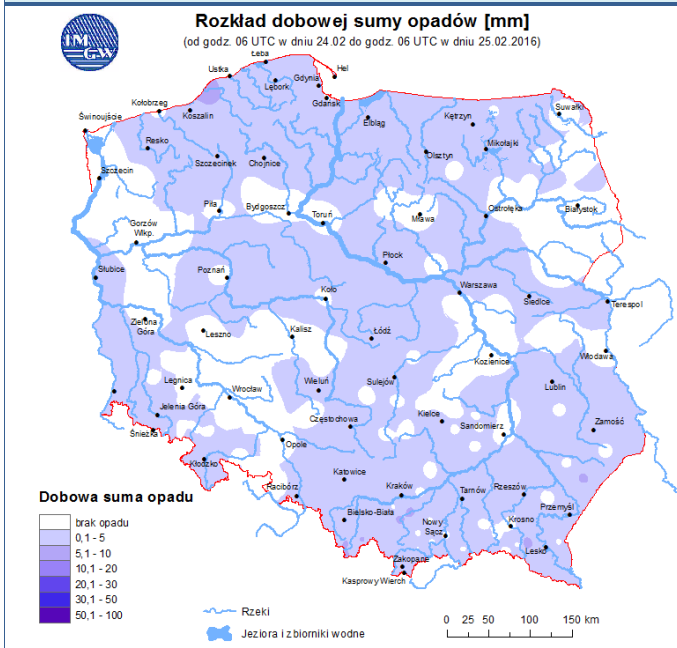 Rozkład dobowej sumy opadów [mm]
(od godz. 06 UTC w dniu 24.02 do godz. 06 UTC w dniu 25.02.2016)
IM
GW
Łeba
Hel
Ustka
Gdynia
Lębork
Gdańsk
Kołobrzeg
Koszalin
Suwałki
Świnoujście
Elbląg
Kętrzyn
Resko
Mikołajki
Szczecinek
Chojnice
Olsztyn
Szczecin
Piła
Bydgoszcz
Toruń
Mława
Ostrołęka
Białystok
Gorzów
Wlkp.
Płock
Słubice
Poznań
Warszawa
Koło
Siedlce
Terespol
Zielona
Góra
Leszno
Kalisz
Łódź
Kozienice
Włodawa
Legnica
Wrocław
Wieluń
Sulejów
Lublin
Jelenia Góra
Częstochowa
Kielce
Sandomierz
Zamość
Śnieżka
Opole
Kłodzko
Katowice
Racibórz
Kraków
Tarnów
Rzeszów
Bielsko-Biała
Przemyśl
Nowy
Sącz
Krosno
Lesko
Zakopane
Kasprowy Wierch
Dobowa suma opadu
brak opadu
0,1 - 5
5,1 - 10
10,1 - 20
20,1 - 30
30,1 - 50
50,1 - 100
Rzeki
Jeziora i zbiorniki wodne
0 25 50 100 150 km